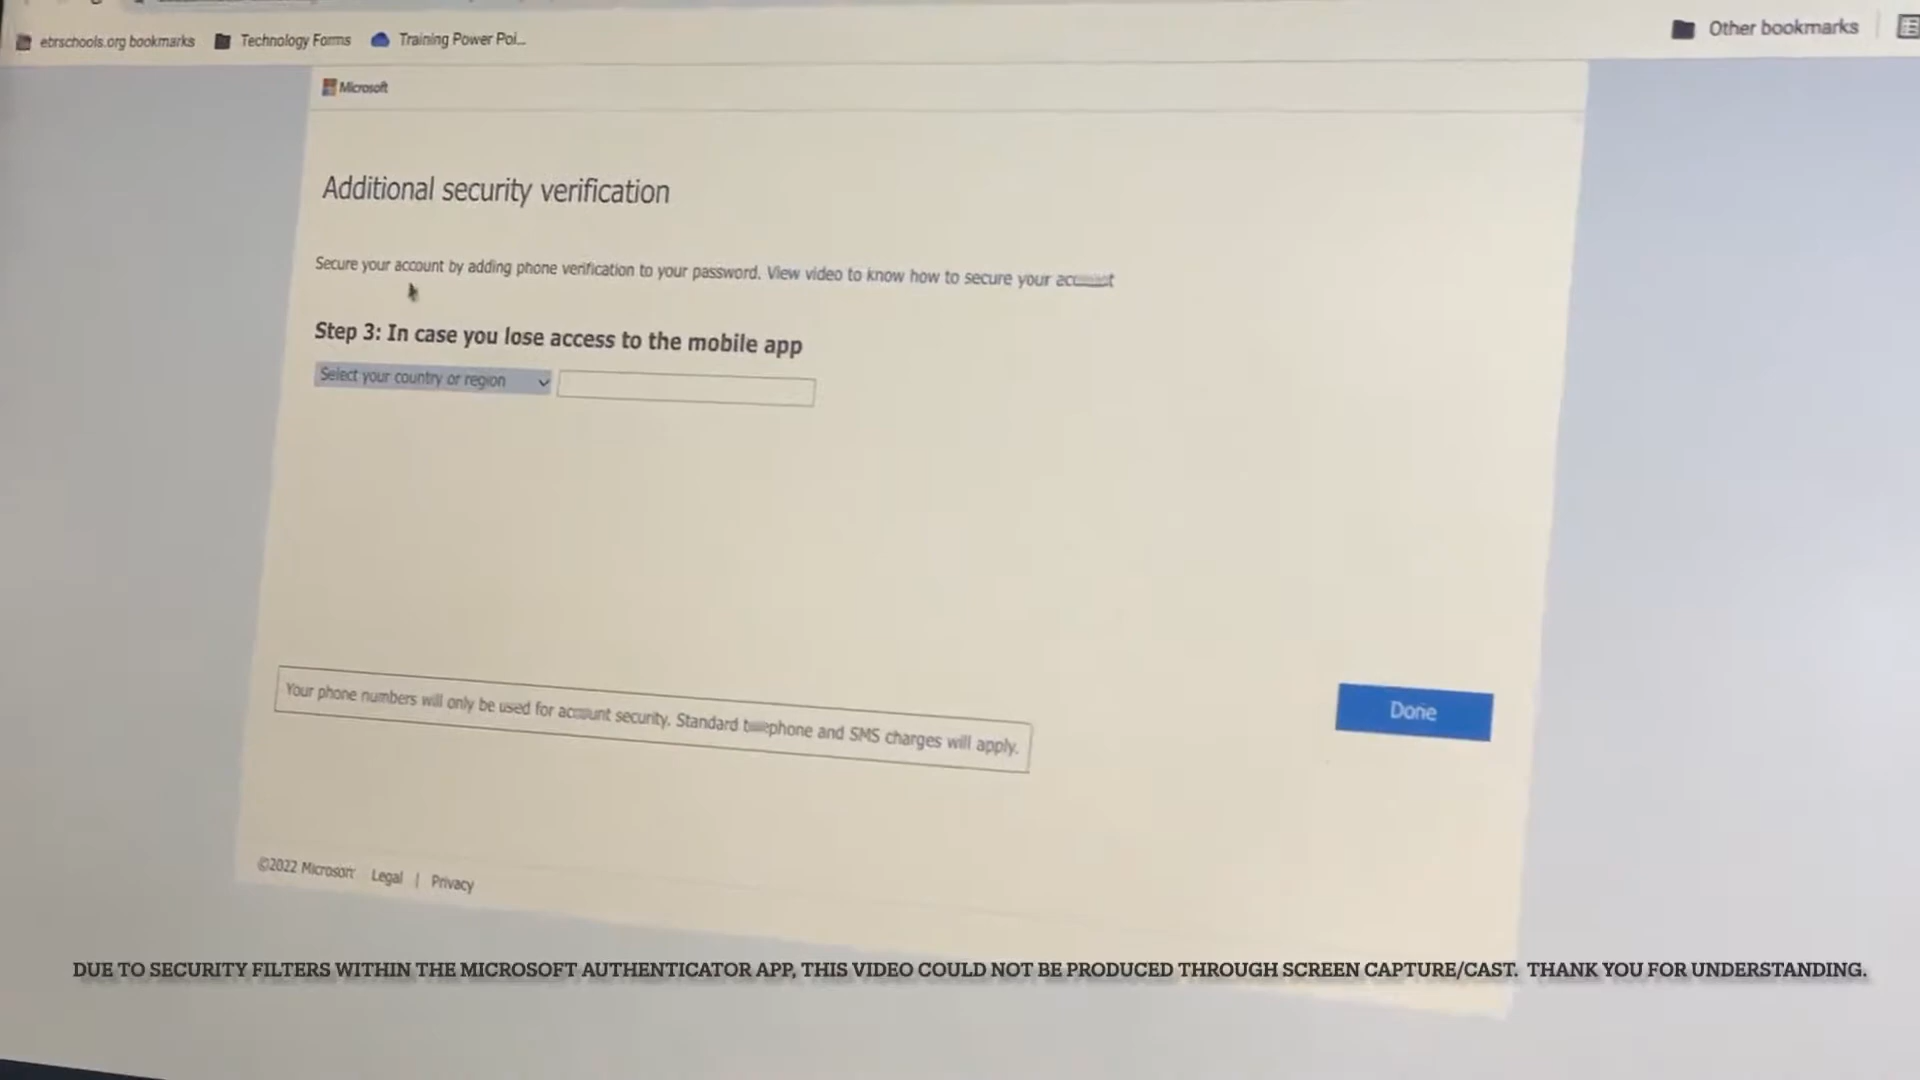 ebrschools.org bookmarks Technology Forms Training Power Poi... Other bookmarks
Microsoft
Additional security verification
Secure your account by adding phone verification to your password. View video to know how to secure your account
Step 3: In case you lose access to the mobile app
Select your country or region
Your phone numbers will only be used for account security. Standard telephone and SMS charges will apply.
Done
©2022 Microsoft Legal | Privacy
DUE TO SECURITY FILTERS WITHIN THE MICROSOFT AUTHENTICATOR APP, THIS VIDEO COULD NOT BE PRODUCED THROUGH SCREEN CAPTURE/CAST. THANK YOU FOR UNDERSTANDING.